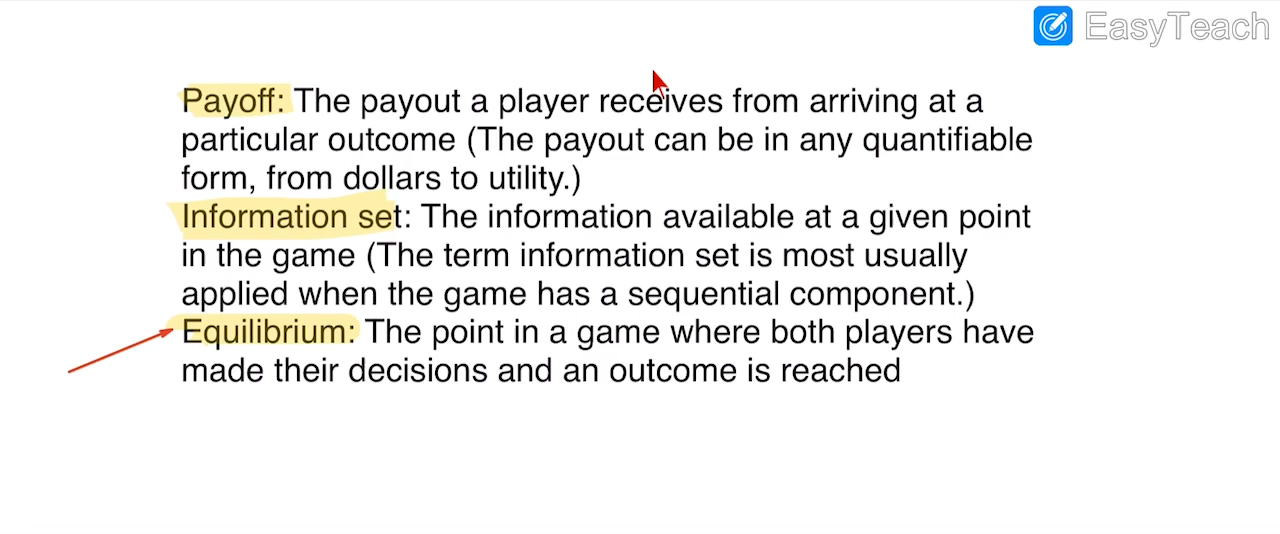 EasyTeach
Payoff: The payout a player receives from arriving at a
particular outcome (The payout can be in any quantifiable
form, from dollars to utility.)
Information set: The information available at a given point
in the game (The term information set is most usually
applied when the game has a sequential component.)
Equilibrium: The point in a game where both players have
made their decisions and an outcome is reached